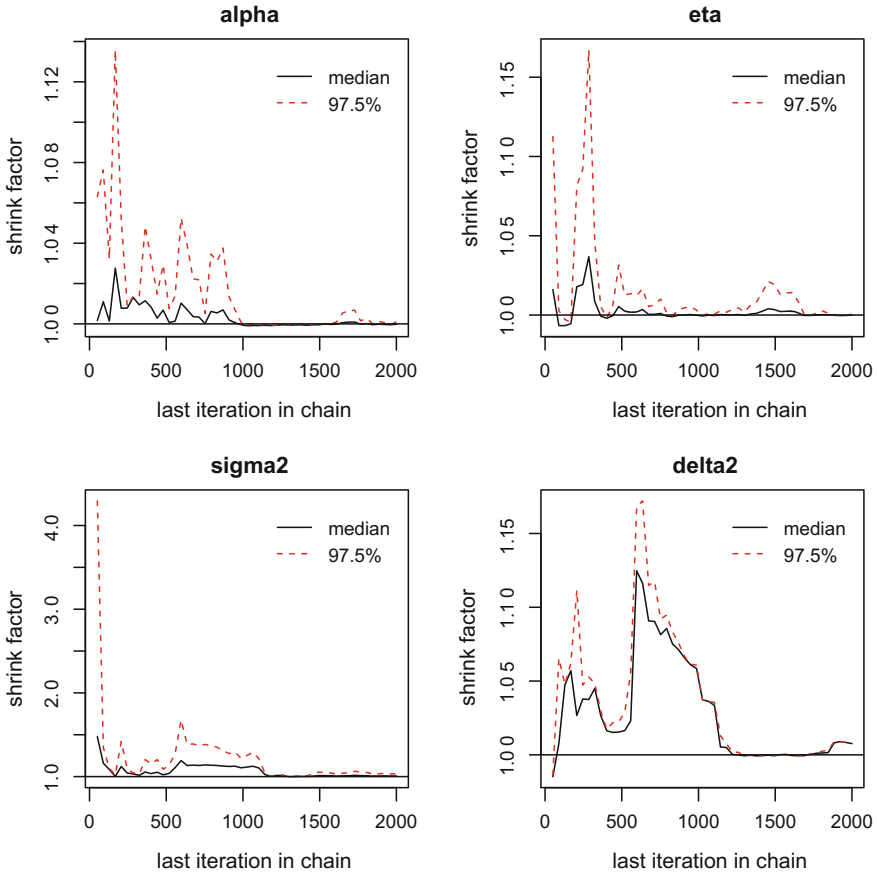 alpha
shrink factor
1.00 1.04 1.08 1.12
median
97.5%
0 500 1000 1500 2000
last iteration in chain
eta
shrink factor
1.00 1.05 1.10 1.15
median
97.5%
0 500 1000 1500 2000
last iteration in chain
sigma2
shrink factor
1.0 2.0 3.0 4.0
median
97.5%
0 500 1000 1500 2000
last iteration in chain
delta2
shrink factor
1.00 1.05 1.10 1.15
median
97.5%
0 500 1000 1500 2000
last iteration in chain